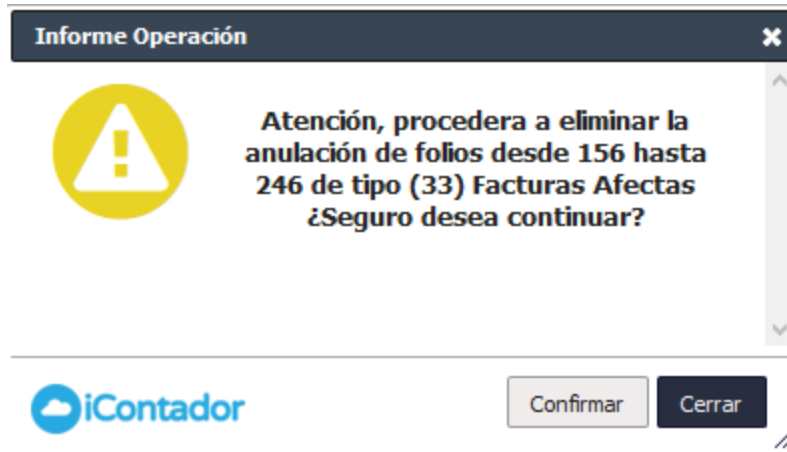 Informe Operación
Atención, procedera a eliminar la
anulación de folios desde 156 hasta
246 de tipo (33) Facturas Afectas
¿Seguro desea continuar?
iContador
Confirmar
Cerrar